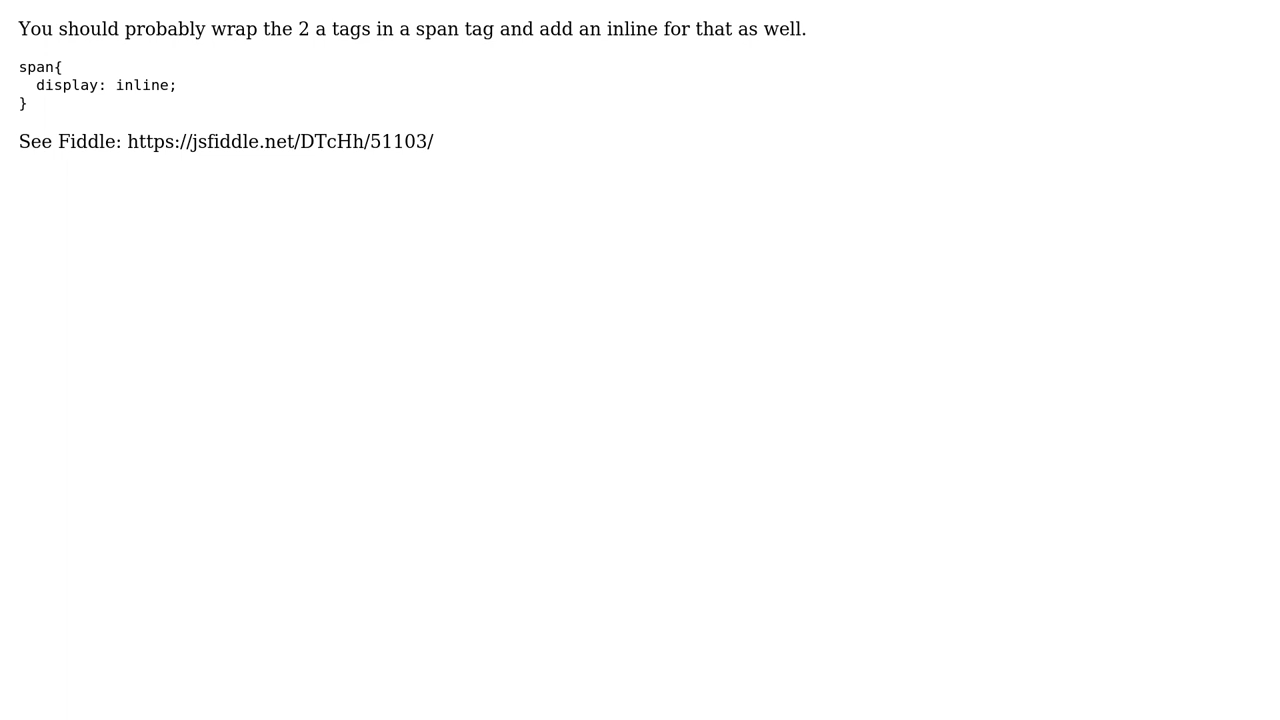 You should probably wrap the 2 a tags in a span tag and add an inline for that as well.
span{
  display: inline;
}
See Fiddle: https://jsfiddle.net/DTcHh/51103/